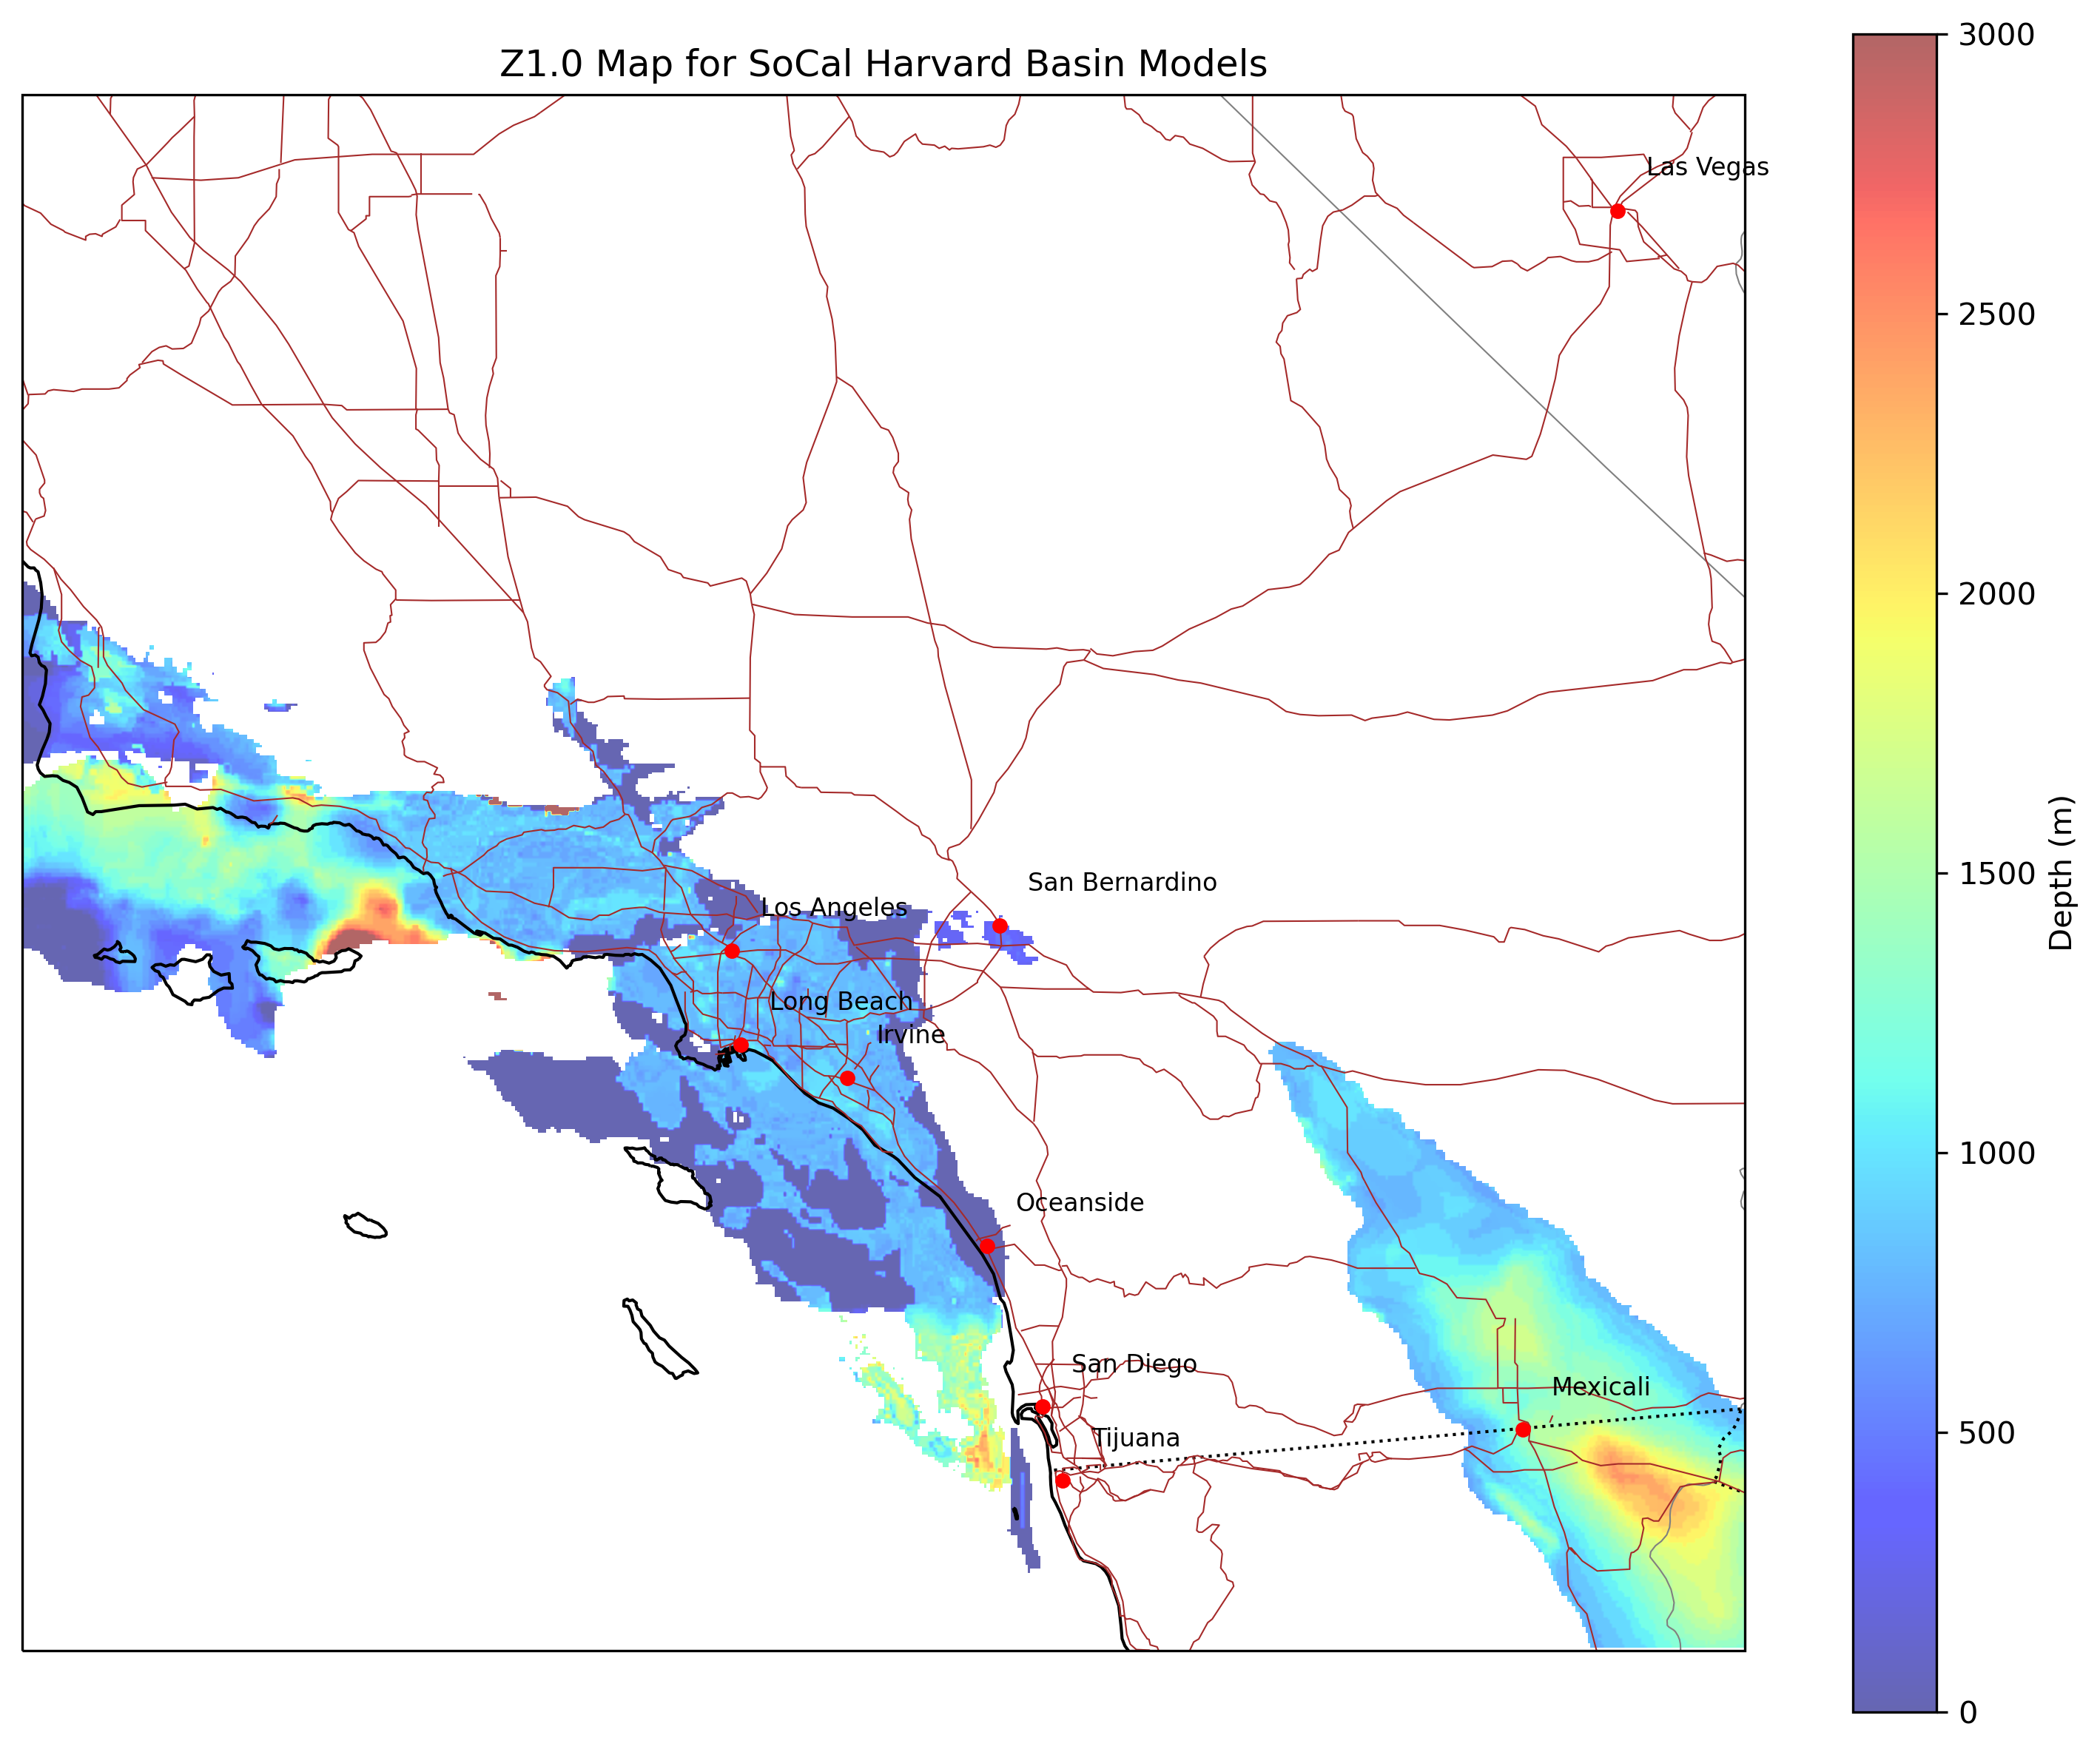 Z1.0 Map for SoCal Harvard Basin Models
Las Vegas
San Bernardino
Los Angeles
Long Beach
Irvine
Oceanside
San Diego
Mexicali
Tijuana
3000
2500
2000
1500
1000
500
0
Depth (m)